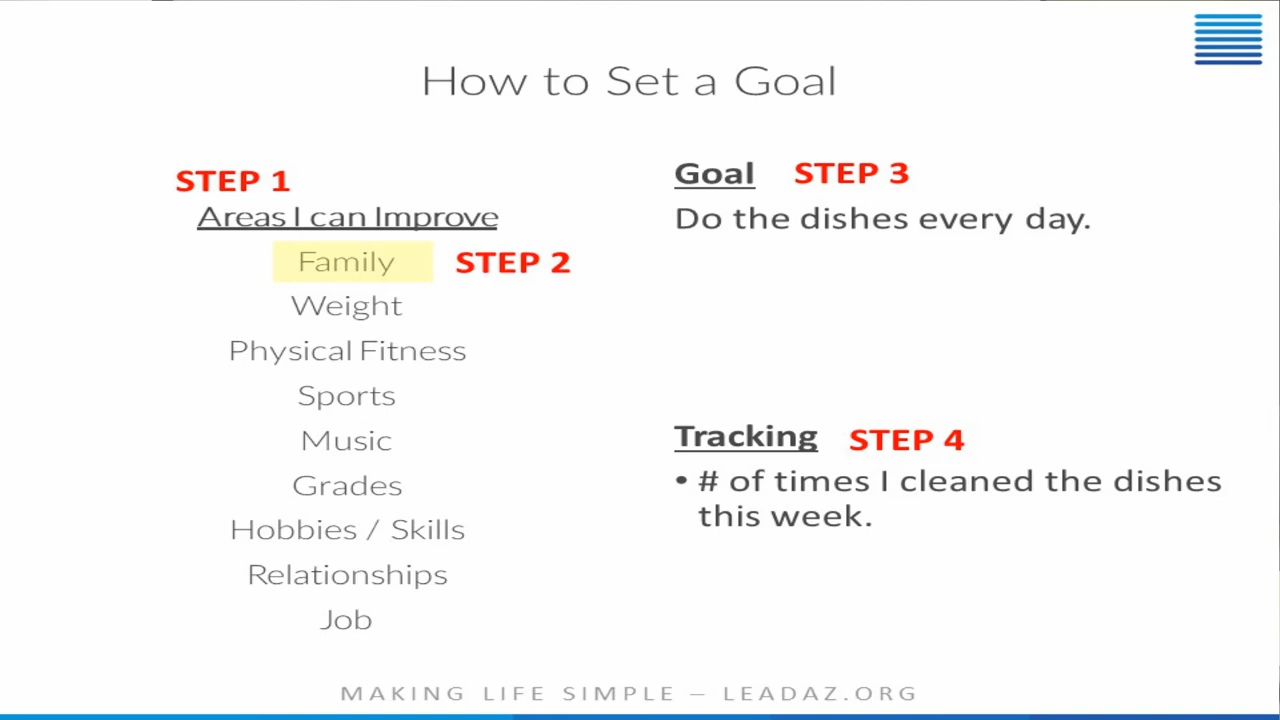 How to Set a Goal
STEP 1
Areas I can Improve
Family
STEP 2
Weight
Physical Fitness
Sports
Music
Grades
Hobbies / Skills
Relationships
Job
Goal
STEP 3
Do the dishes every day.
Tracking
STEP 4
• # of times I cleaned the dishes
this week.
MAKING LIFE SIMPLE – LEADAZ.ORG